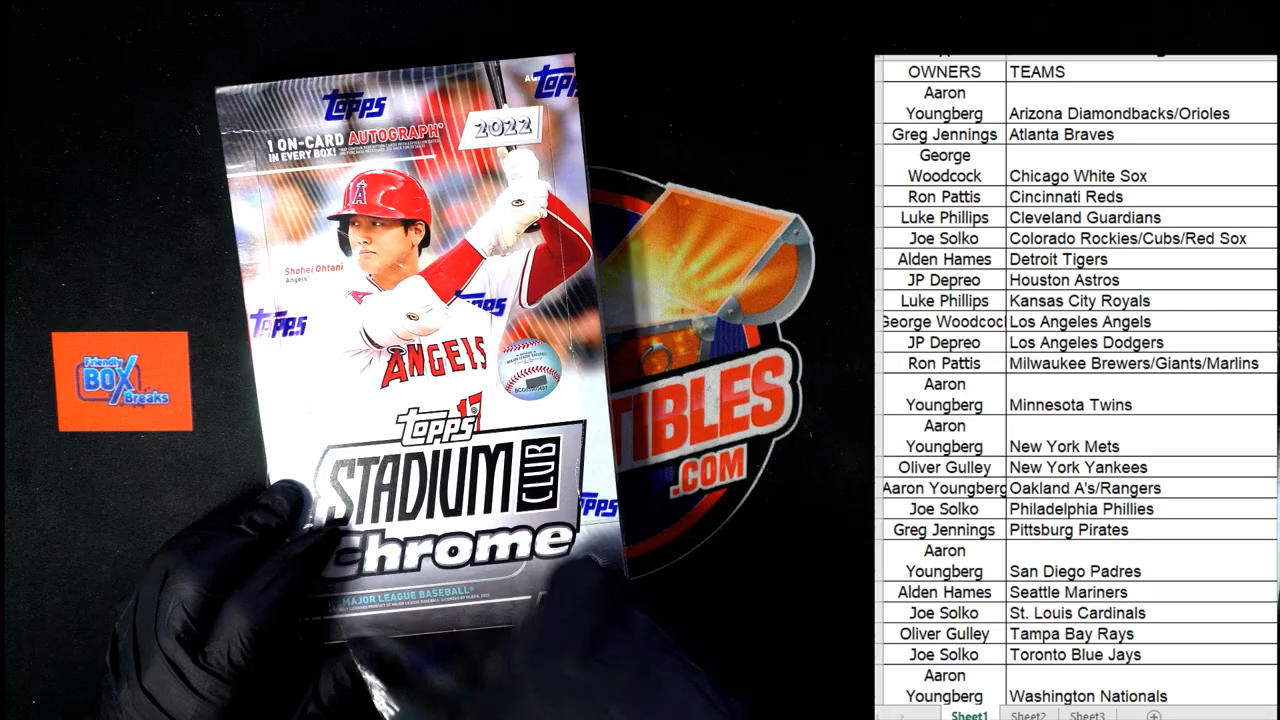 Topps
Topps
1 ON-CARD AUTOGRAPH
IN EVERY BOX!
2022
Shohei Ohtani
Angels
Topps
Topps
ANGELS
17
Topps
STADIUM CLUB
Chrome
Topps
MAJOR LEAGUE BASEBALL
Friendly
BOX
Breaks
TIBLES
.COM
OWNERS TEAMS
Aaron
Youngberg Arizona Diamondbacks/Orioles
Greg Jennings Atlanta Braves
George
Woodcock Chicago White Sox
Ron Pattis Cincinnati Reds
Luke Phillips Cleveland Guardians
Joe Solko Colorado Rockies/Cubs/Red Sox
Alden Hames Detroit Tigers
JP Depreo Houston Astros
Luke Phillips Kansas City Royals
George Woodcoc Los Angeles Angels
JP Depreo Los Angeles Dodgers
Ron Pattis Milwaukee Brewers/Giants/Marlins
Aaron
Youngberg Minnesota Twins
Aaron
Youngberg New York Mets
Oliver Gulley New York Yankees
Aaron Youngberg Oakland A's/Rangers
Joe Solko Philadelphia Phillies
Greg Jennings Pittsburg Pirates
Aaron
Youngberg San Diego Padres
Alden Hames Seattle Mariners
Joe Solko St. Louis Cardinals
Oliver Gulley Tampa Bay Rays
Joe Solko Toronto Blue Jays
Aaron
Youngberg Washington Nationals
Sheet1 Sheet2 Sheet3